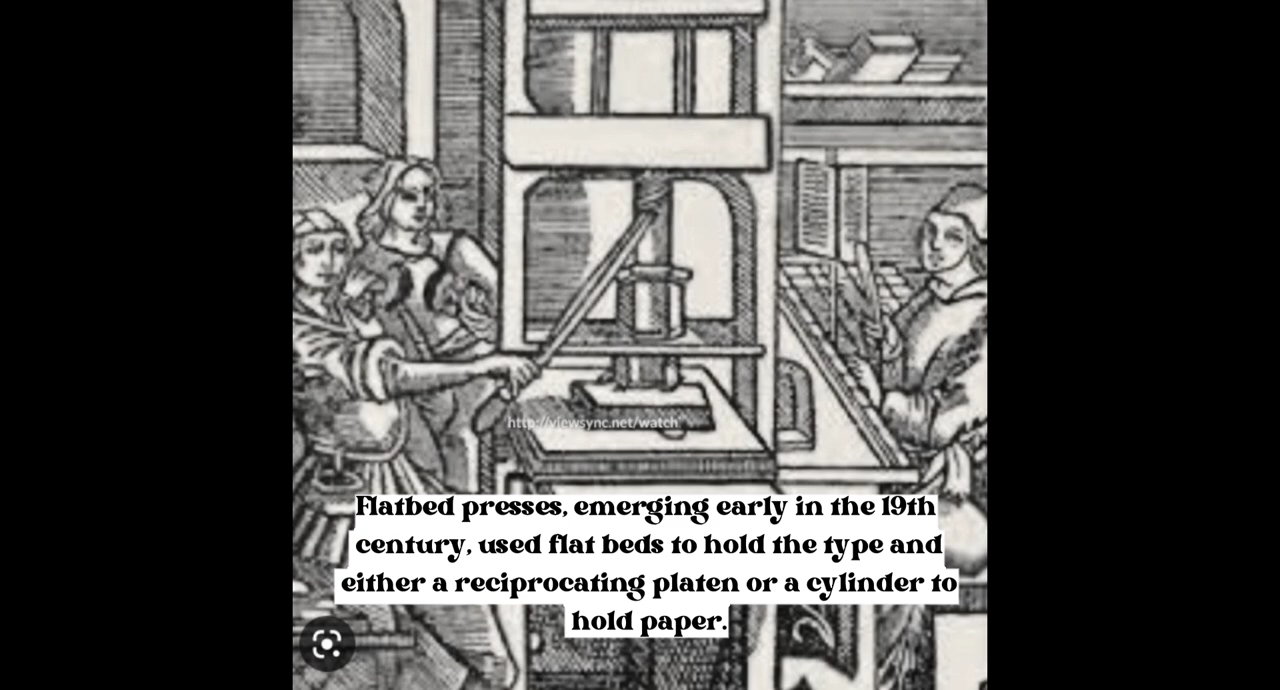 http://viewsync.net/watch
Flatbed presses, emerging early in the 19th
century, used flat beds to hold the type and
either a reciprocating platen or a cylinder to
hold paper.